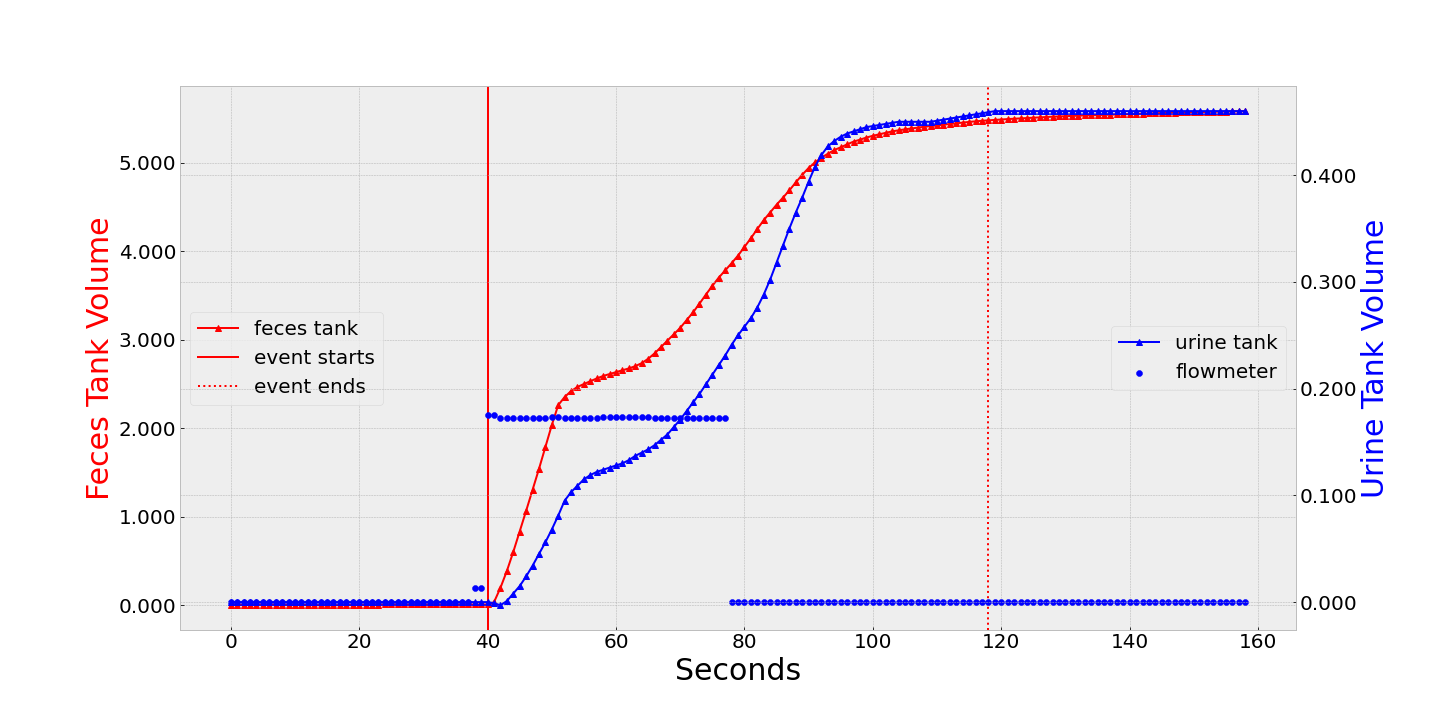 5.000
4.000
3.000
2.000
1.000
0.000
Feces Tank Volume
feces tank
event starts
event ends
urine tank
flowmeter
0.400
0.300
0.200
0.100
0.000
Urine Tank Volume
0 20 40 60 80 100 120 140 160
Seconds